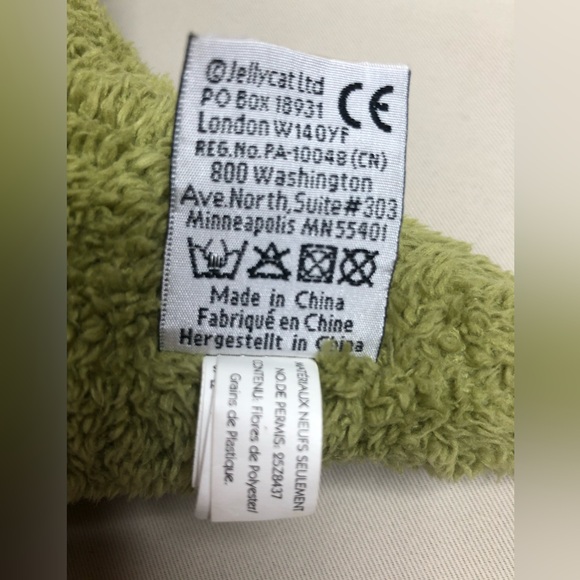 ©Jellycat Ltd
PO Box 18931
London W140YF
CE
REG.No.PA-10048 (CN)
800 Washington
Ave.North,Suite#303
Minneapolis MN55401
Made in China
Fabriqué en Chine
Hergestellt in China
MATERIAUX NEUFS SEULEMENT
NO.DE PERMIS: 25Z8437
CONTENU: Fibres de Polyester/
Grains de Plastique.